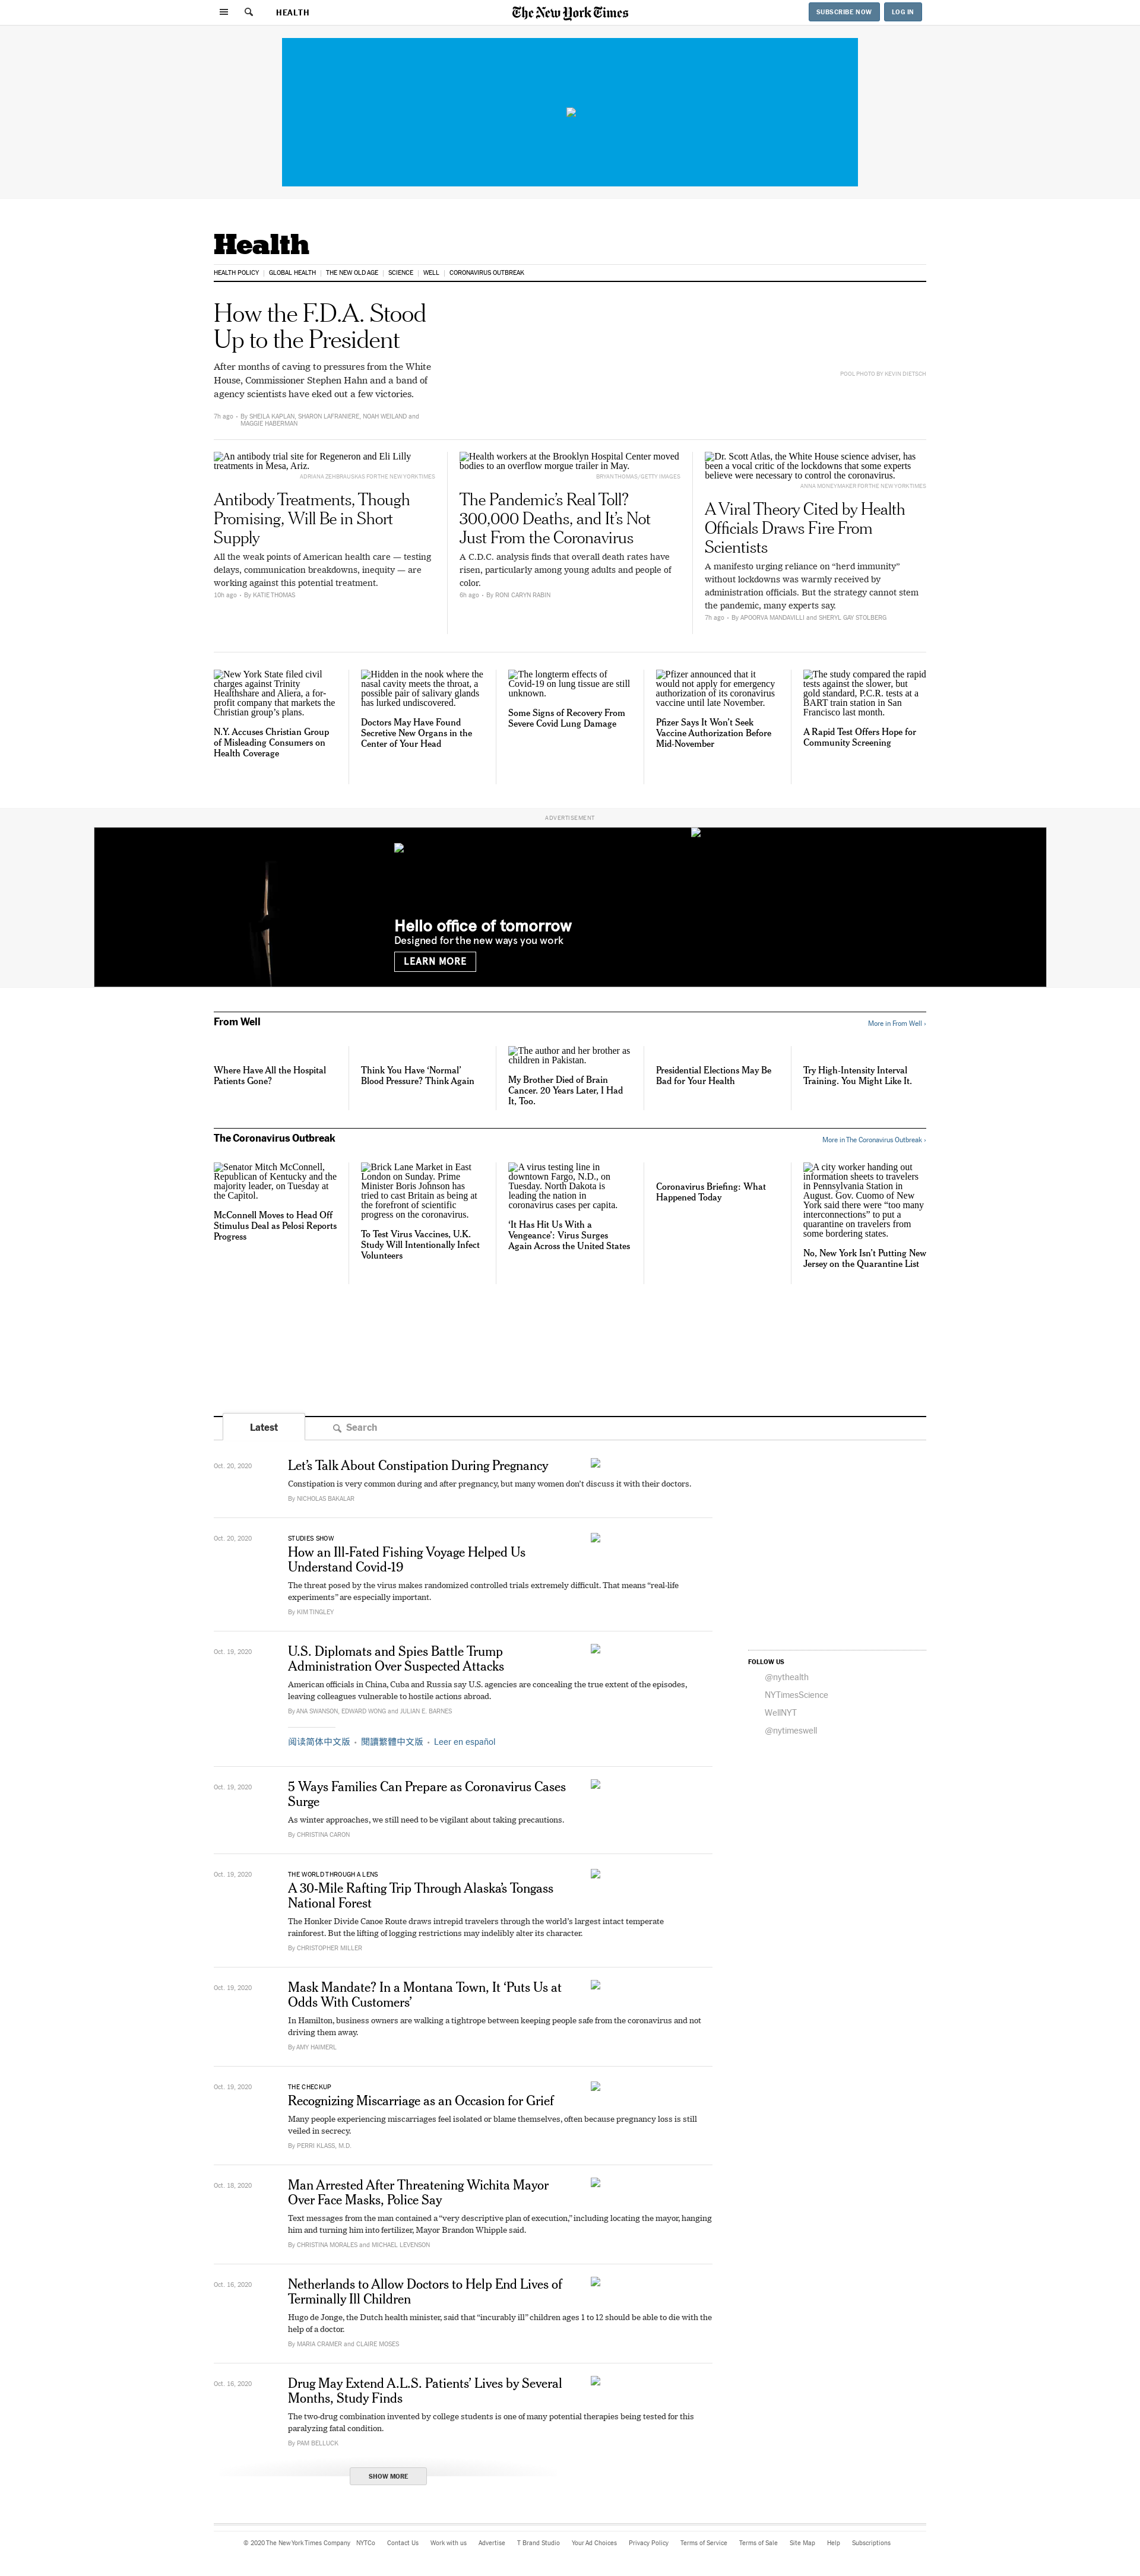 HEALTH
The New York Times
SUBSCRIBE NOW
LOG IN
Health
HEALTH POLICY
GLOBAL HEALTH
THE NEW OLD AGE
SCIENCE
WELL
CORONAVIRUS OUTBREAK
How the F.D.A. Stood
Up to the President
After months of caving to pressures from the White
House, Commissioner Stephen Hahn and a band of
agency scientists have eked out a few victories.
7h ago - By SHEILA KAPLAN, SHARON LAFRANIERE, NOAH WEILAND and
MAGGIE HABERMAN
POOL PHOTO BY KEVIN DIETSCH
An antibody trial site for Regeneron and Eli Lilly
treatments in Mesa, Ariz.
ADRIANA ZEHBRAUSKAS FOR THE NEW YORK TIMES
Antibody Treatments, Though
Promising, Will Be in Short
Supply
All the weak points of American health care — testing
delays, communication breakdowns, inequity — are
working against this potential treatment.
10h ago - By KATIE THOMAS
Health workers at the Brooklyn Hospital Center moved
bodies to an overflow morgue trailer in May.
BRYAN THOMAS/GETTY IMAGES
The Pandemic’s Real Toll?
300,000 Deaths, and It’s Not
Just From the Coronavirus
A C.D.C. analysis finds that overall death rates have
risen, particularly among young adults and people of
color.
6h ago - By RONI CARYN RABIN
Dr. Scott Atlas, the White House science adviser, has
been a vocal critic of the lockdowns that some experts
believe were necessary to control the coronavirus.
ANNA MONEYMAKER FOR THE NEW YORK TIMES
A Viral Theory Cited by Health
Officials Draws Fire From
Scientists
A manifesto urging reliance on “herd immunity”
without lockdowns was warmly received by
administration officials. But the strategy cannot stem
the pandemic, many experts say.
7h ago - By APOORVA MANDAVILLI and SHERYL GAY STOLBERG
New York State filed civil
charges against Trinity
Healthshare and Aliera, a for-
profit company that markets the
Christian group’s plans.
N.Y. Accuses Christian Group
of Misleading Consumers on
Health Coverage
Hidden in the nook where the
nasal cavity meets the throat, a
possible pair of salivary glands
has lurked undiscovered.
Doctors May Have Found
Secretive New Organs in the
Center of Your Head
The longterm effects of
Covid-19 on lung tissue are still
unknown.
Some Signs of Recovery From
Severe Covid Lung Damage
Pfizer announced that it
would not apply for emergency
authorization of its coronavirus
vaccine until late November.
Pfizer Says It Won’t Seek
Vaccine Authorization Before
Mid-November
The study compared the rapid
tests against the slower, but
gold standard, P.C.R. tests at a
BART train station in San
Francisco last month.
A Rapid Test Offers Hope for
Community Screening
ADVERTISEMENT
Hello office of tomorrow
Designed for the new ways you work
LEARN MORE
From Well
More in From Well ›
Where Have All the Hospital
Patients Gone?
Think You Have ‘Normal’
Blood Pressure? Think Again
The author and her brother as
children in Pakistan.
My Brother Died of Brain
Cancer. 20 Years Later, I Had
It, Too.
Presidential Elections May Be
Bad for Your Health
Try High-Intensity Interval
Training. You Might Like It.
The Coronavirus Outbreak
More in The Coronavirus Outbreak ›
Senator Mitch McConnell,
Republican of Kentucky and the
majority leader, on Tuesday at
the Capitol.
McConnell Moves to Head Off
Stimulus Deal as Pelosi Reports
Progress
Brick Lane Market in East
London on Sunday. Prime
Minister Boris Johnson has
tried to cast Britain as being at
the forefront of scientific
progress on the coronavirus.
To Test Virus Vaccines, U.K.
Study Will Intentionally Infect
Volunteers
A virus testing line in
downtown Fargo, N.D., on
Tuesday. North Dakota is
leading the nation in
coronavirus cases per capita.
‘It Has Hit Us With a
Vengeance’: Virus Surges
Again Across the United States
Coronavirus Briefing: What
Happened Today
A city worker handing out
information sheets to travelers
in Pennsylvania Station in
August. Gov. Cuomo of New
York said there were “too many
interconnections” to put a
quarantine on travelers from
some bordering states.
No, New York Isn’t Putting New
Jersey on the Quarantine List
Latest
Search
Oct. 20, 2020
Let’s Talk About Constipation During Pregnancy
Constipation is very common during and after pregnancy, but many women don’t discuss it with their doctors.
By NICHOLAS BAKALAR
Oct. 20, 2020
STUDIES SHOW
How an Ill-Fated Fishing Voyage Helped Us
Understand Covid-19
The threat posed by the virus makes randomized controlled trials extremely difficult. That means “real-life
experiments” are especially important.
By KIM TINGLEY
Oct. 19, 2020
U.S. Diplomats and Spies Battle Trump
Administration Over Suspected Attacks
American officials in China, Cuba and Russia say U.S. agencies are concealing the true extent of the episodes,
leaving colleagues vulnerable to hostile actions abroad.
By ANA SWANSON, EDWARD WONG and JULIAN E. BARNES
阅读简体中文版 • 閱讀繁體中文版 • Leer en español
FOLLOW US
@nythealth
NYTimesScience
WellNYT
@nytimeswell
Oct. 19, 2020
5 Ways Families Can Prepare as Coronavirus Cases
Surge
As winter approaches, we still need to be vigilant about taking precautions.
By CHRISTINA CARON
Oct. 19, 2020
THE WORLD THROUGH A LENS
A 30-Mile Rafting Trip Through Alaska’s Tongass
National Forest
The Honker Divide Canoe Route draws intrepid travelers through the world’s largest intact temperate
rainforest. But the lifting of logging restrictions may indelibly alter its character.
By CHRISTOPHER MILLER
Oct. 19, 2020
Mask Mandate? In a Montana Town, It ‘Puts Us at
Odds With Customers’
In Hamilton, business owners are walking a tightrope between keeping people safe from the coronavirus and not
driving them away.
By AMY HAIMERL
Oct. 19, 2020
THE CHECKUP
Recognizing Miscarriage as an Occasion for Grief
Many people experiencing miscarriages feel isolated or blame themselves, often because pregnancy loss is still
veiled in secrecy.
By PERRI KLASS, M.D.
Oct. 18, 2020
Man Arrested After Threatening Wichita Mayor
Over Face Masks, Police Say
Text messages from the man contained a “very descriptive plan of execution,” including locating the mayor, hanging
him and turning him into fertilizer, Mayor Brandon Whipple said.
By CHRISTINA MORALES and MICHAEL LEVENSON
Oct. 16, 2020
Netherlands to Allow Doctors to Help End Lives of
Terminally Ill Children
Hugo de Jonge, the Dutch health minister, said that “incurably ill” children ages 1 to 12 should be able to die with the
help of a doctor.
By MARIA CRAMER and CLAIRE MOSES
Oct. 16, 2020
Drug May Extend A.L.S. Patients’ Lives by Several
Months, Study Finds
The two-drug combination invented by college students is one of many potential therapies being tested for this
paralyzing fatal condition.
By PAM BELLUCK
SHOW MORE
© 2020 The New York Times Company NYTCo Contact Us Work with us Advertise T Brand Studio Your Ad Choices Privacy Policy Terms of Service Terms of Sale Site Map Help Subscriptions